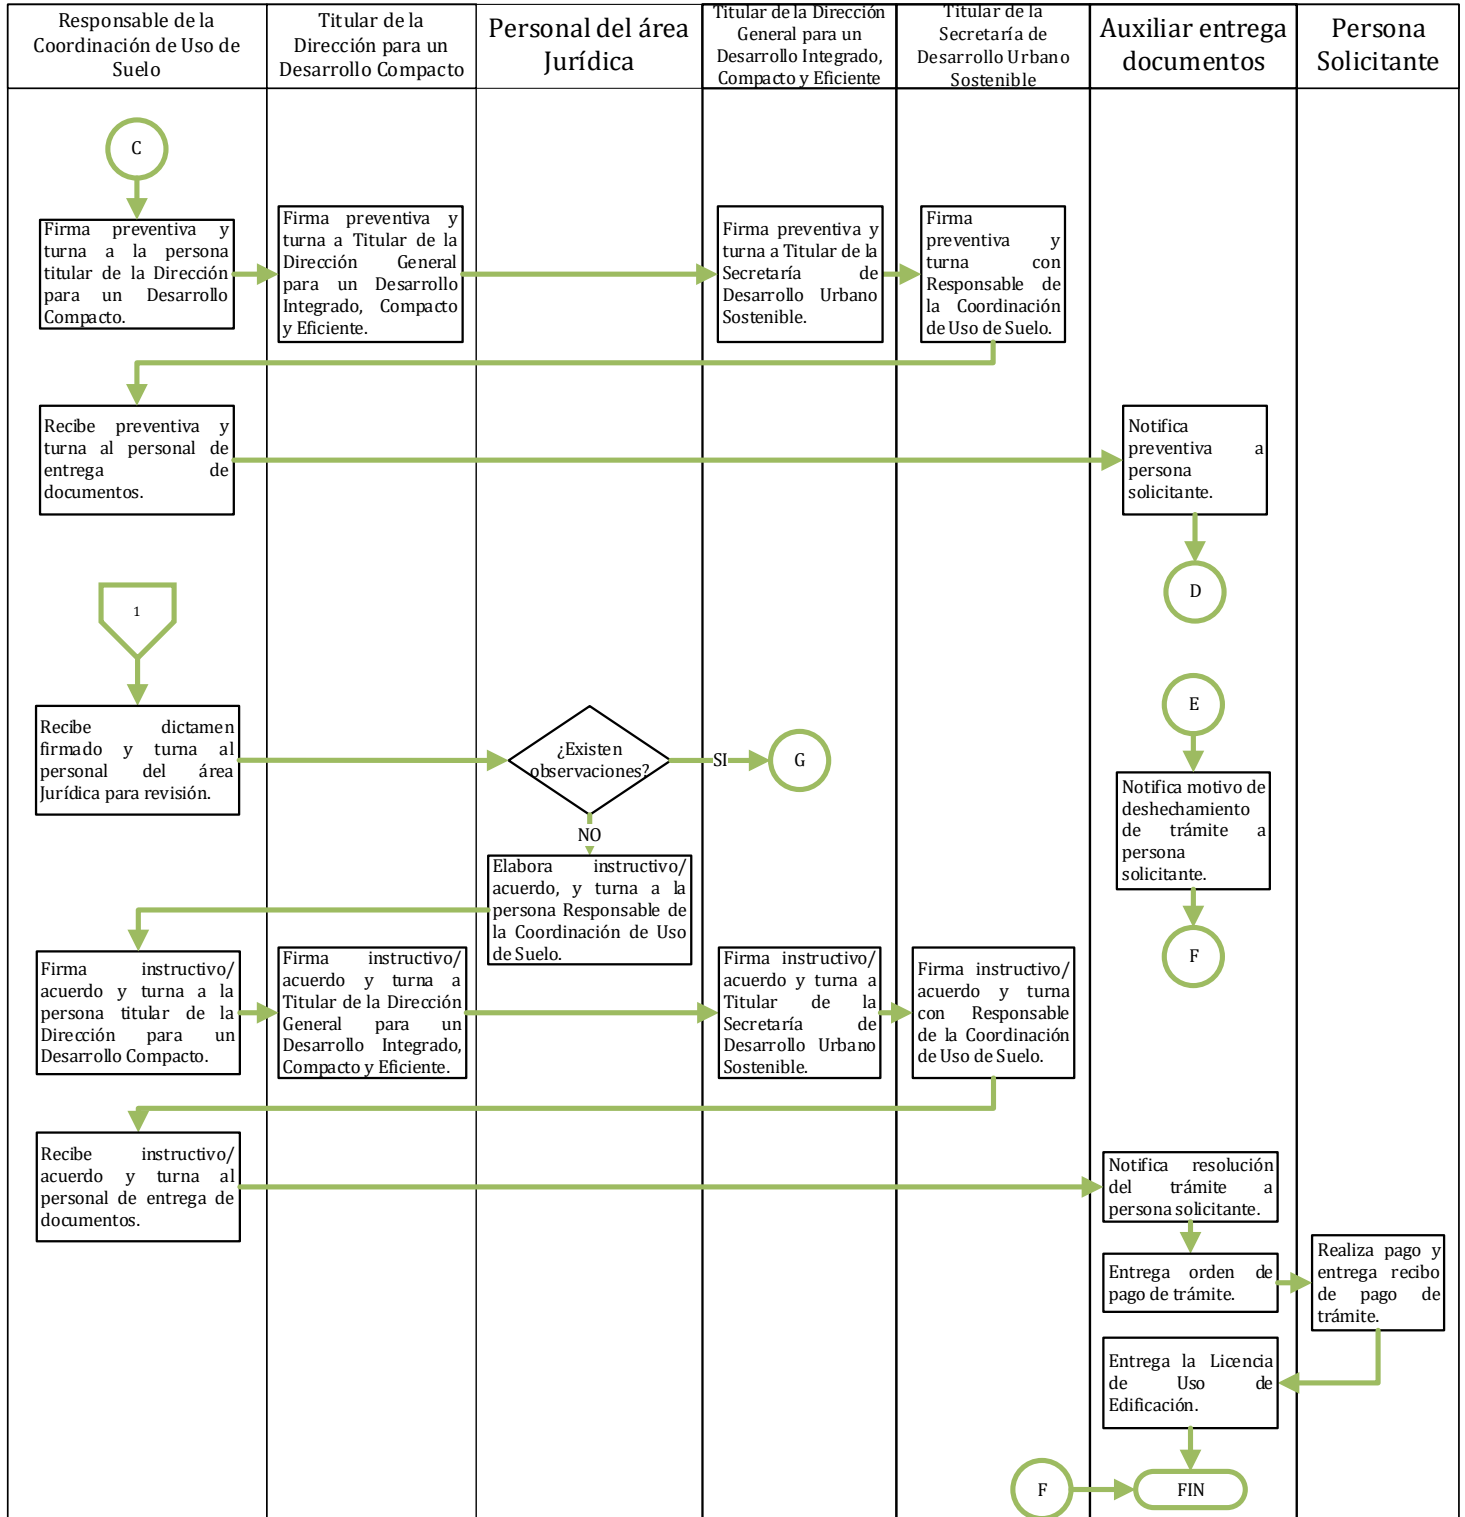 Responsable de la
Coordinación de Uso de
Suelo
Titular de la
Dirección para un
Desarrollo Compacto
Personal del área
Jurídica
Titular de la Dirección
General para un
Desarrollo Integrado,
Compacto y Eficiente
Titular de la
Secretaría de
Desarrollo Urbano
Sostenible
Auxiliar entrega
documentos
Persona
Solicitante
C
Firma preventiva y
turna a la persona
titular de la Dirección
para un Desarrollo
Compacto.
Firma preventiva y
turna a Titular de la
Dirección General
para un Desarrollo
Integrado, Compacto
y Eficiente.
Firma preventiva y
turna a Titular de la
Secretaría de
Desarrollo Urbano
Sostenible.
Firma
preventiva y
turna con
Responsable de
la Coordinación
de Uso de Suelo.
Recibe preventiva y
turna al personal de
entrega de
documentos.
Notifica
preventiva a
persona
solicitante.
D
1
E
Recibe dictamen
firmado y turna al
personal del área
Jurídica para revisión.
¿Existen
observaciones?
SI
G
NO
Notifica motivo de
deshechamiento
de trámite a
persona
solicitante.
F
Elabora instructivo/
acuerdo, y turna a la
persona Responsable de
la Coordinación de Uso
de Suelo.
Firma instructivo/
acuerdo y turna a la
persona titular de la
Dirección para un
Desarrollo Compacto.
Firma instructivo/
acuerdo y turna a
Titular de la Dirección
General para un
Desarrollo Integrado,
Compacto y Eficiente.
Firma instructivo/
acuerdo y turna a
Titular de la
Secretaría de
Desarrollo Urbano
Sostenible.
Firma instructivo/
acuerdo y turna
con Responsable
de la Coordinación
de Uso de Suelo.
Recibe instructivo/
acuerdo y turna al
personal de entrega de
documentos.
Notifica resolución
del trámite a
persona solicitante.
Entrega orden de
pago de trámite.
Realiza pago y
entrega recibo
de pago de
trámite.
Entrega la Licencia
de Uso de
Edificación.
F
FIN